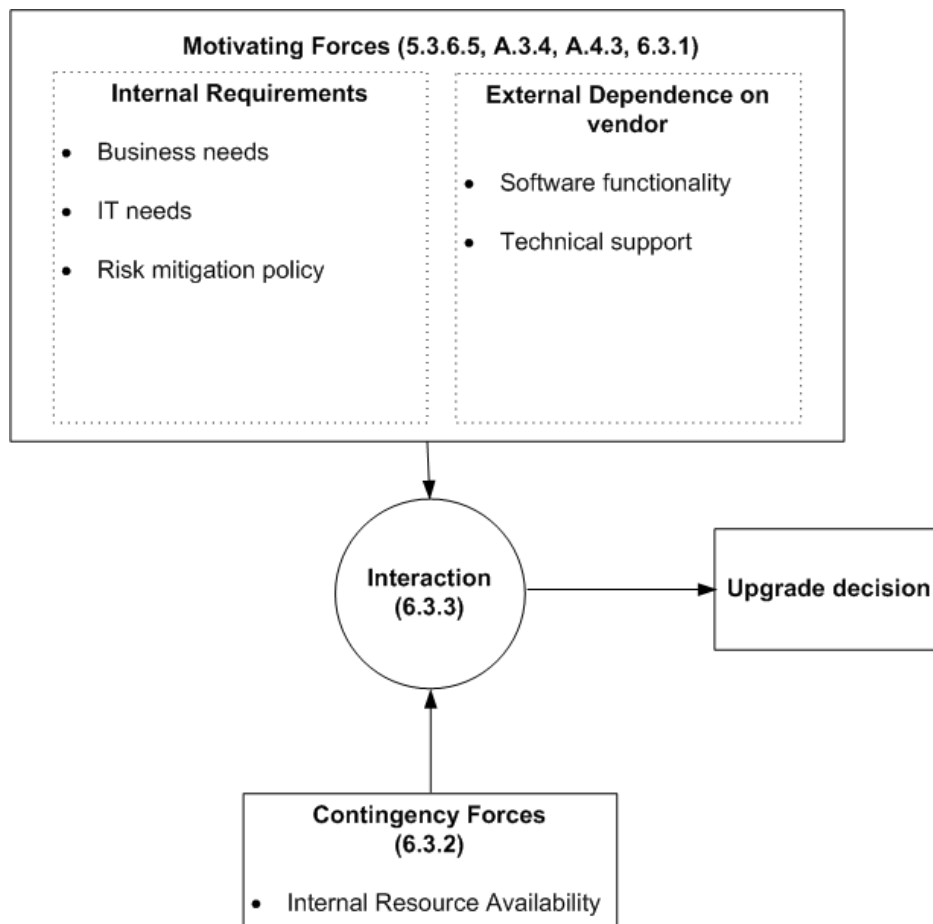 Motivating Forces (5.3.6.5, A.3.4, A.4.3, 6.3.1)
Internal Requirements
• Business needs
• IT needs
• Risk mitigation policy
External Dependence on
vendor
• Software functionality
• Technical support
Interaction
(6.3.3)
Upgrade decision
Contingency Forces
(6.3.2)
• Internal Resource Availability